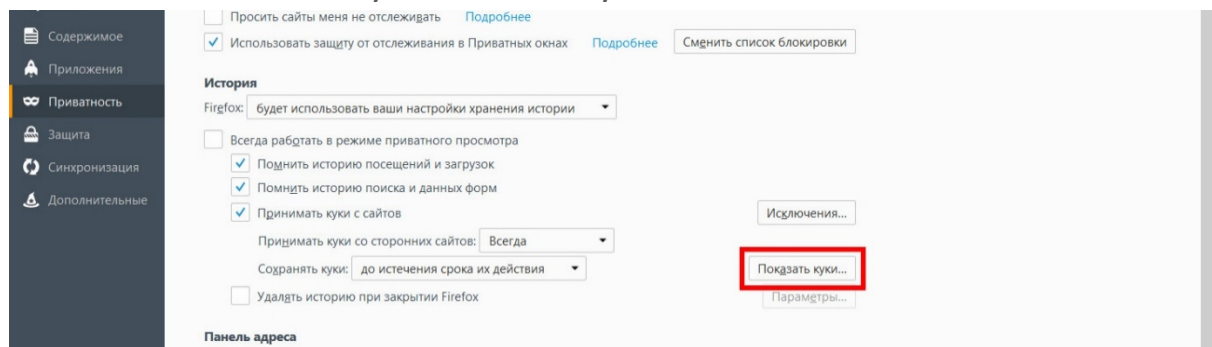 Просить сайты меня не отслеживать Подробнее
Использовать защиту от отслеживания в Приватных окнах Подробнее Сменить список блокировки
Содержимое
Приложения
Приватность
Защита
Синхронизация
Дополнительные
История
Firefox: будет использовать ваши настройки хранения истории
Всегда работать в режиме приватного просмотра
Помнить историю посещений и загрузок
Помнить историю поиска и данных форм
Принимать куки с сайтов Исключения...
Принимать куки со сторонних сайтов: Всегда
Сохранять куки: до истечения срока их действия Показать куки...
Удалять историю при закрытии Firefox Параметры...
Панель адреса